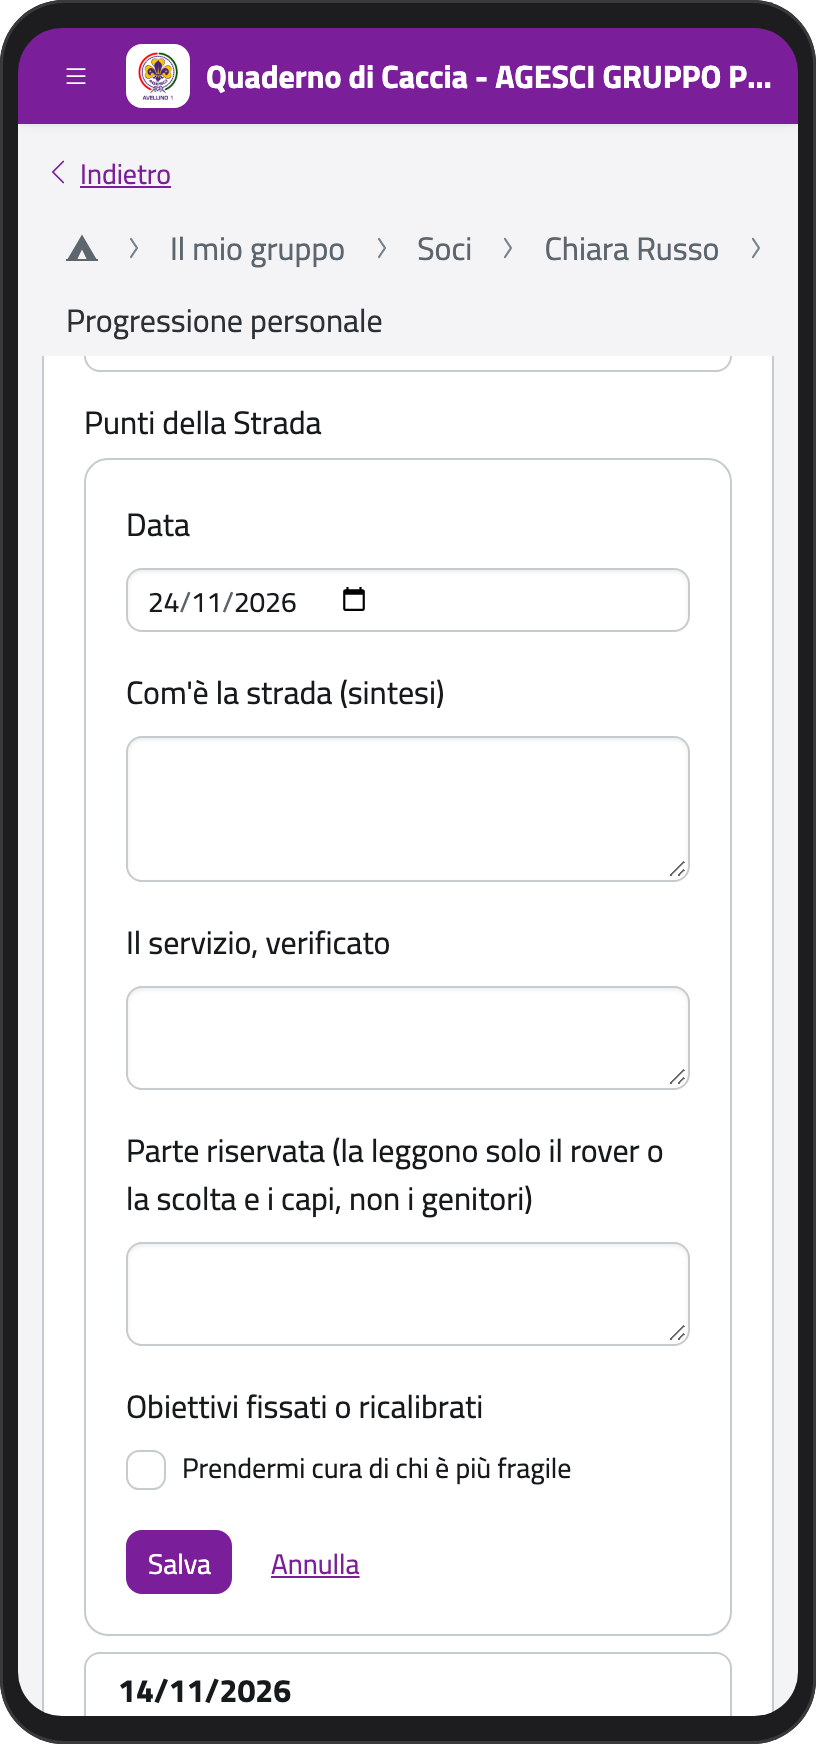 AVELLINO 1
Quaderno di Caccia - AGESCI GRUPPO P...
Indietro
Il mio gruppo
Soci
Chiara Russo
Progressione personale
Punti della Strada
Data
24/11/2026
Com'è la strada (sintesi)
Il servizio, verificato
Parte riservata (la leggono solo il rover o
la scolta e i capi, non i genitori)
Obiettivi fissati o ricalibrati
Prendermi cura di chi è più fragile
Salva
Annulla
14/11/2026